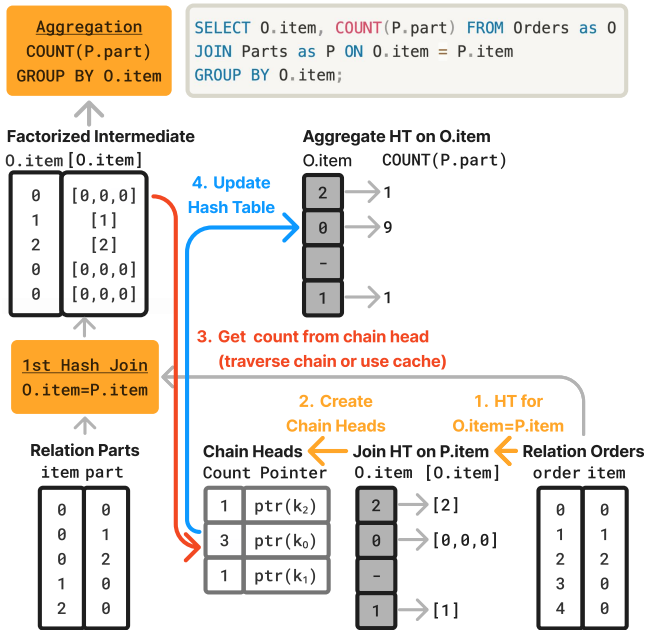 Aggregation
COUNT(P.part)
GROUP BY O.item
SELECT O.item, COUNT(P.part) FROM Orders as O
JOIN Parts as P ON O.item = P.item
GROUP BY O.item;
Factorized Intermediate
O.item [O.item]
0 [0,0,0]
1 [1]
2 [2]
0 [0,0,0]
0 [0,0,0]
4. Update
Hash Table
Aggregate HT on O.item
O.item COUNT(P.part)
2 1
0 9
-
1 1
3. Get count from chain head
(traverse chain or use cache)
1st Hash Join
O.item=P.item
2. Create
Chain Heads
1. HT for
O.item=P.item
Relation Parts
item part
0 0
0 1
0 2
1 0
2 0
Chain Heads
Count Pointer
1 ptr(k₂)
3 ptr(k₀)
1 ptr(k₁)
Join HT on P.item
O.item [O.item]
2 [2]
0 [0,0,0]
-
1 [1]
Relation Orders
order item
0 0
1 1
2 2
3 0
4 0